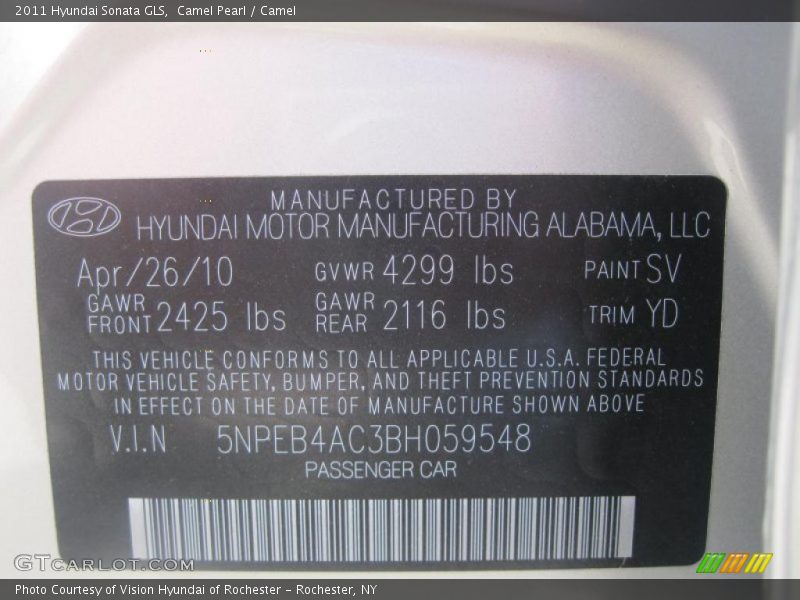 2011 Hyundai Sonata GLS,  Camel Pearl / Camel
MANUFACTURED BY
HYUNDAI MOTOR MANUFACTURING ALABAMA, LLC
Apr/26/10 GVWR 4299 lbs PAINT SV
GAWR FRONT 2425 lbs GAWR REAR 2116 lbs TRIM YD
THIS VEHICLE CONFORMS TO ALL APPLICABLE U.S.A. FEDERAL
MOTOR VEHICLE SAFETY, BUMPER, AND THEFT PREVENTION STANDARDS
IN EFFECT ON THE DATE OF MANUFACTURE SHOWN ABOVE
V.I.N 5NPEB4AC3BH059548
PASSENGER CAR
GTCARLOT.COM
Photo Courtesy of Vision Hyundai of Rochester – Rochester, NY